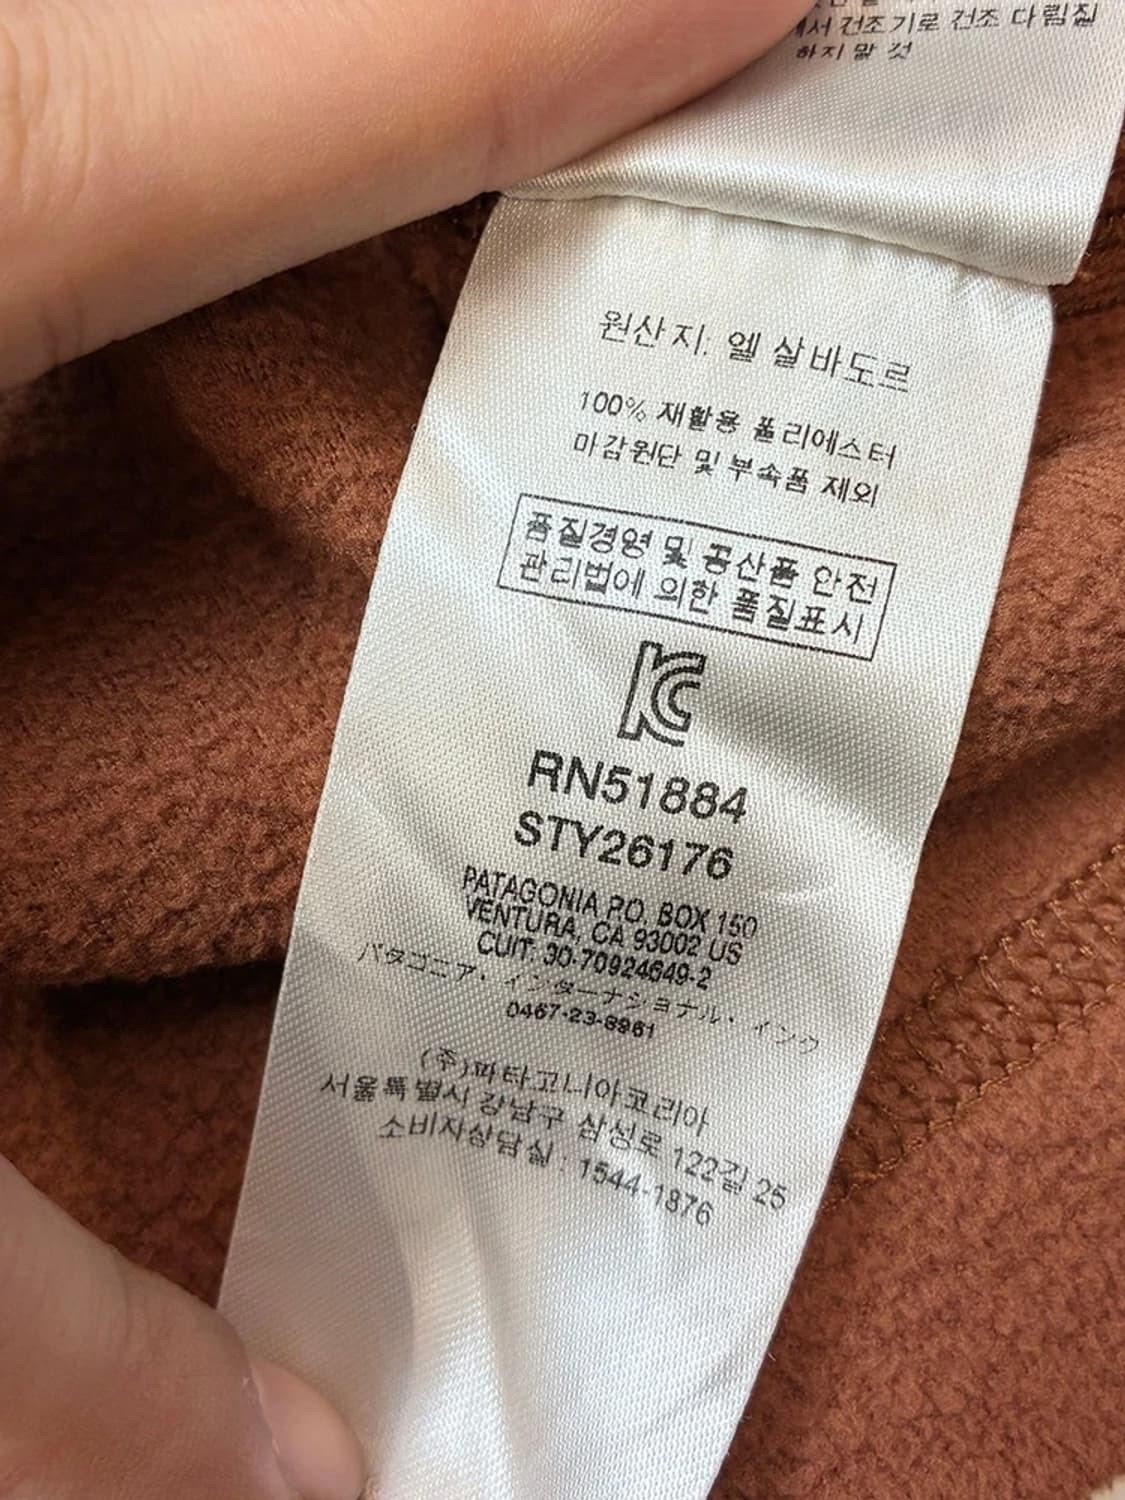 서 건조기로 건조 다림질
하지 말 것
원산지: 엘 살바도르
100% 재활용 폴리에스터
마감원단 및 부속품 제외
품질경영 및 공산품 안전
관리법에 의한 품질표시
KC
RN51884
STY26176
PATAGONIA P.O. BOX 150
VENTURA, CA 93002 US
CUIT: 30-70924649-2
パタゴニア・インターナショナル・インク
0467-23-8961
(주)파타고니아코리아
서울특별시 강남구 삼성로 122길 25
소비자상담실 : 1544-1876